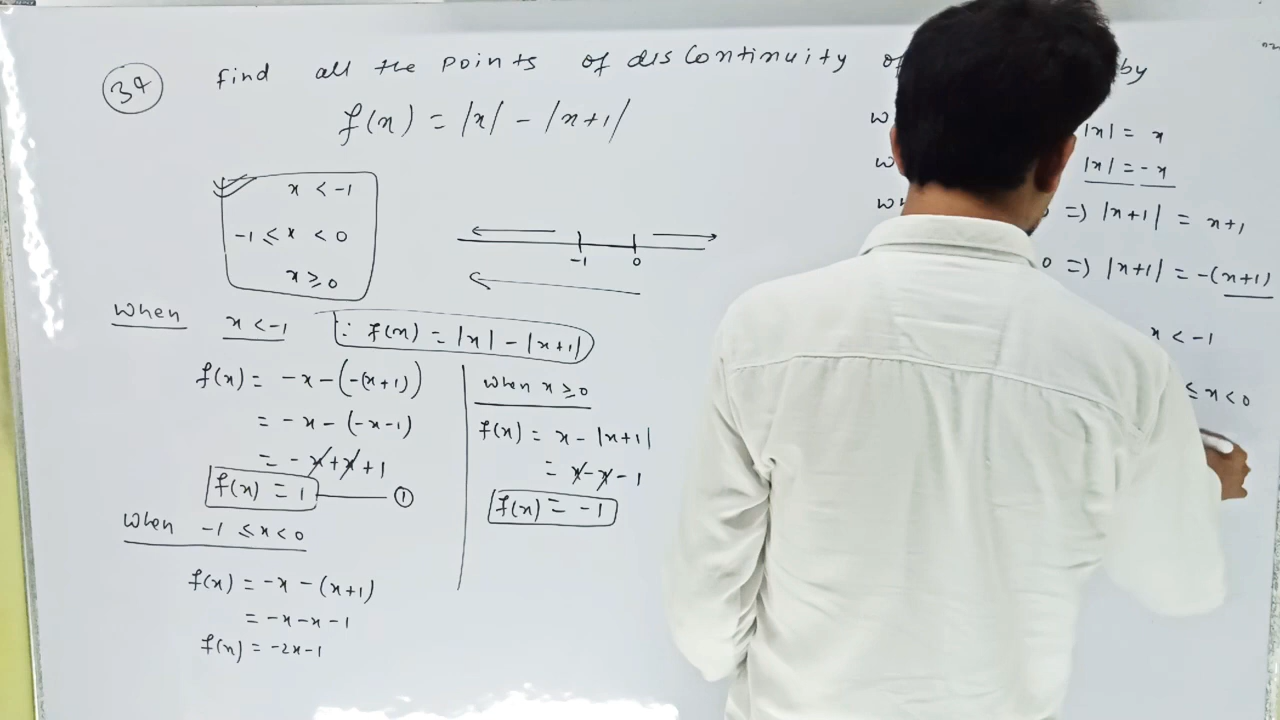 34 Find all the points of discontinuity of by
f(x) = |x| - |x+1|
x < -1
-1 ≤ x < 0
x ≥ 0
-1 0
When x < -1 ∴ f(x) = |x| - |x+1|
f(x) = -x-(-(x+1))
= -x-(-x-1)
= -x+x+1
f(x) = 1 ①
When -1 ≤ x < 0
f(x) = -x-(x+1)
= -x-x-1
f(x) = -2x-1
when x ≥ 0
f(x) = x-|x+1|
= x-x-1
f(x) = -1
|x| = x
|x| = -x
0 => |x+1| = x+1
0 => |x+1| = -(x+1)
x < -1
≤ x < 0